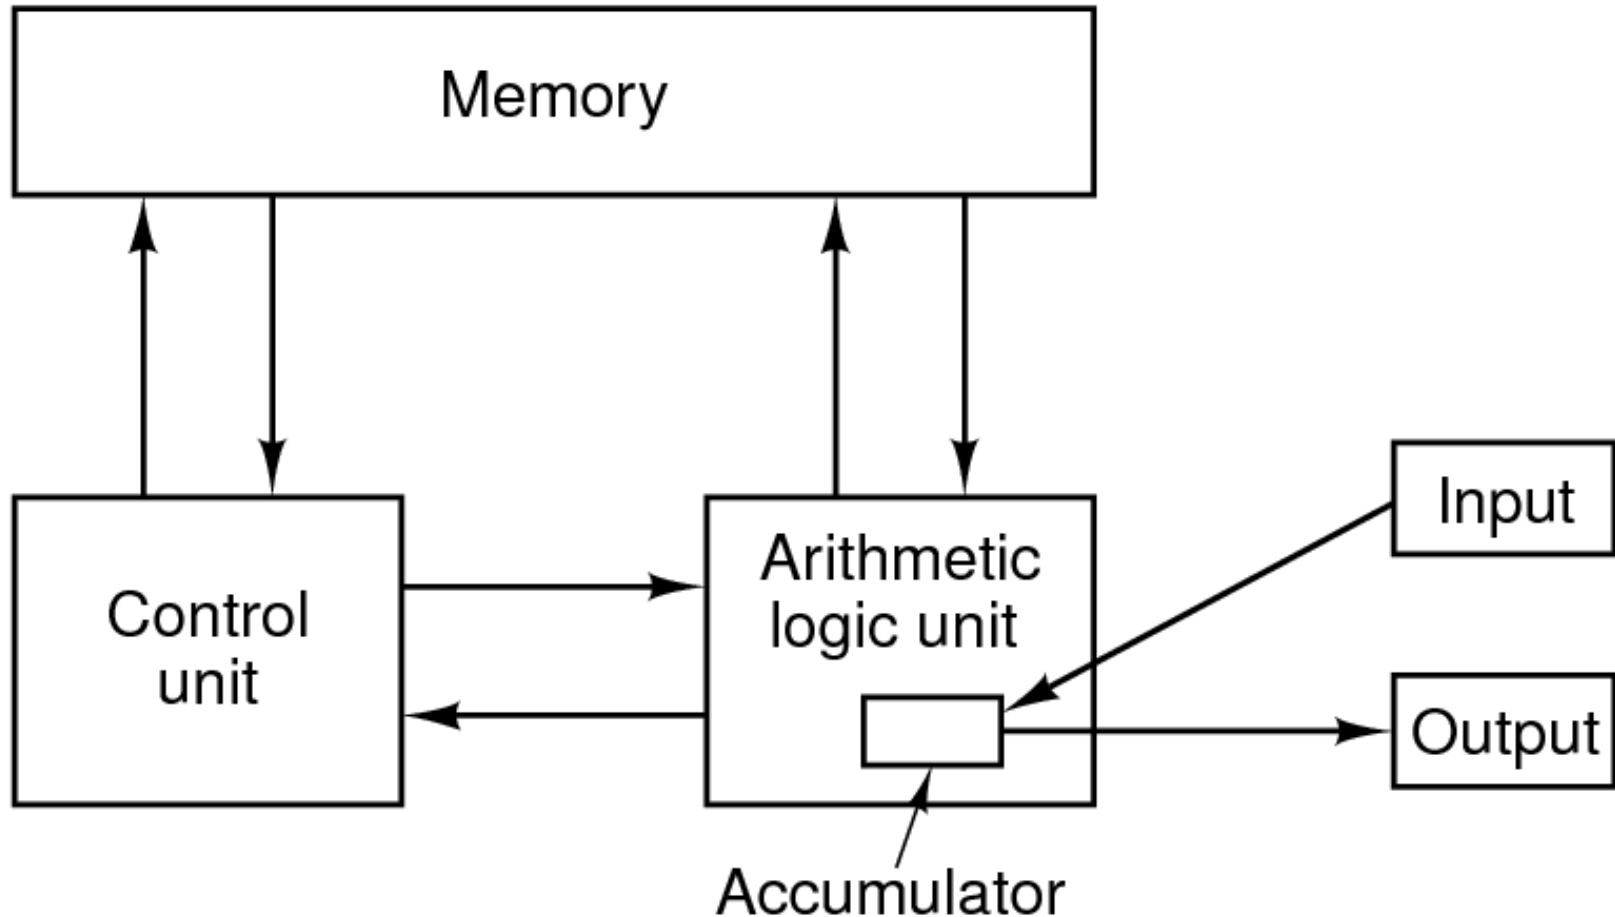 Memory
Input
Arithmetic
logic unit
Control
unit
Output
Accumulator